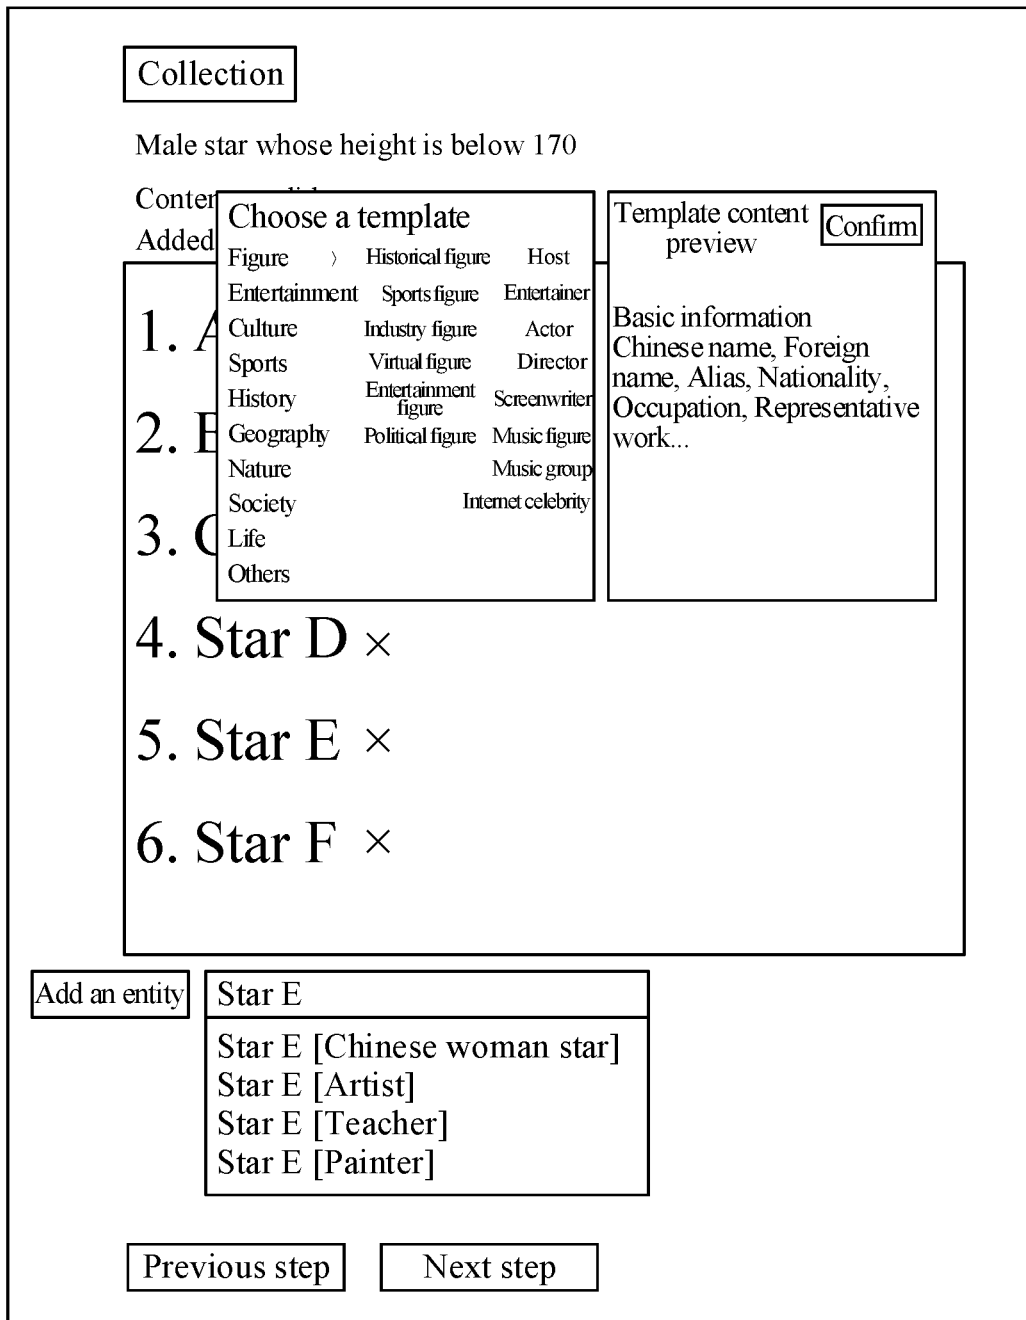 Collection
Male star whose height is below 170
Added
Choose a template
Figure 〉 Historical figure Host
Entertainment Sports figure Entertainer
Culture Industry figure Actor
Sports Virtual figure Director
History Entertainment figure Screenwriter
Geography Political figure Music figure
Nature Music group
Society Internet celebrity
Life
Others
Template content
preview
Confirm
Basic information
Chinese name, Foreign
name, Alias, Nationality,
Occupation, Representative
work...
1.
2.
3.
4. Star D ×
5. Star E ×
6. Star F ×
Add an entity
Star E
Star E [Chinese woman star]
Star E [Artist]
Star E [Teacher]
Star E [Painter]
Previous step
Next step